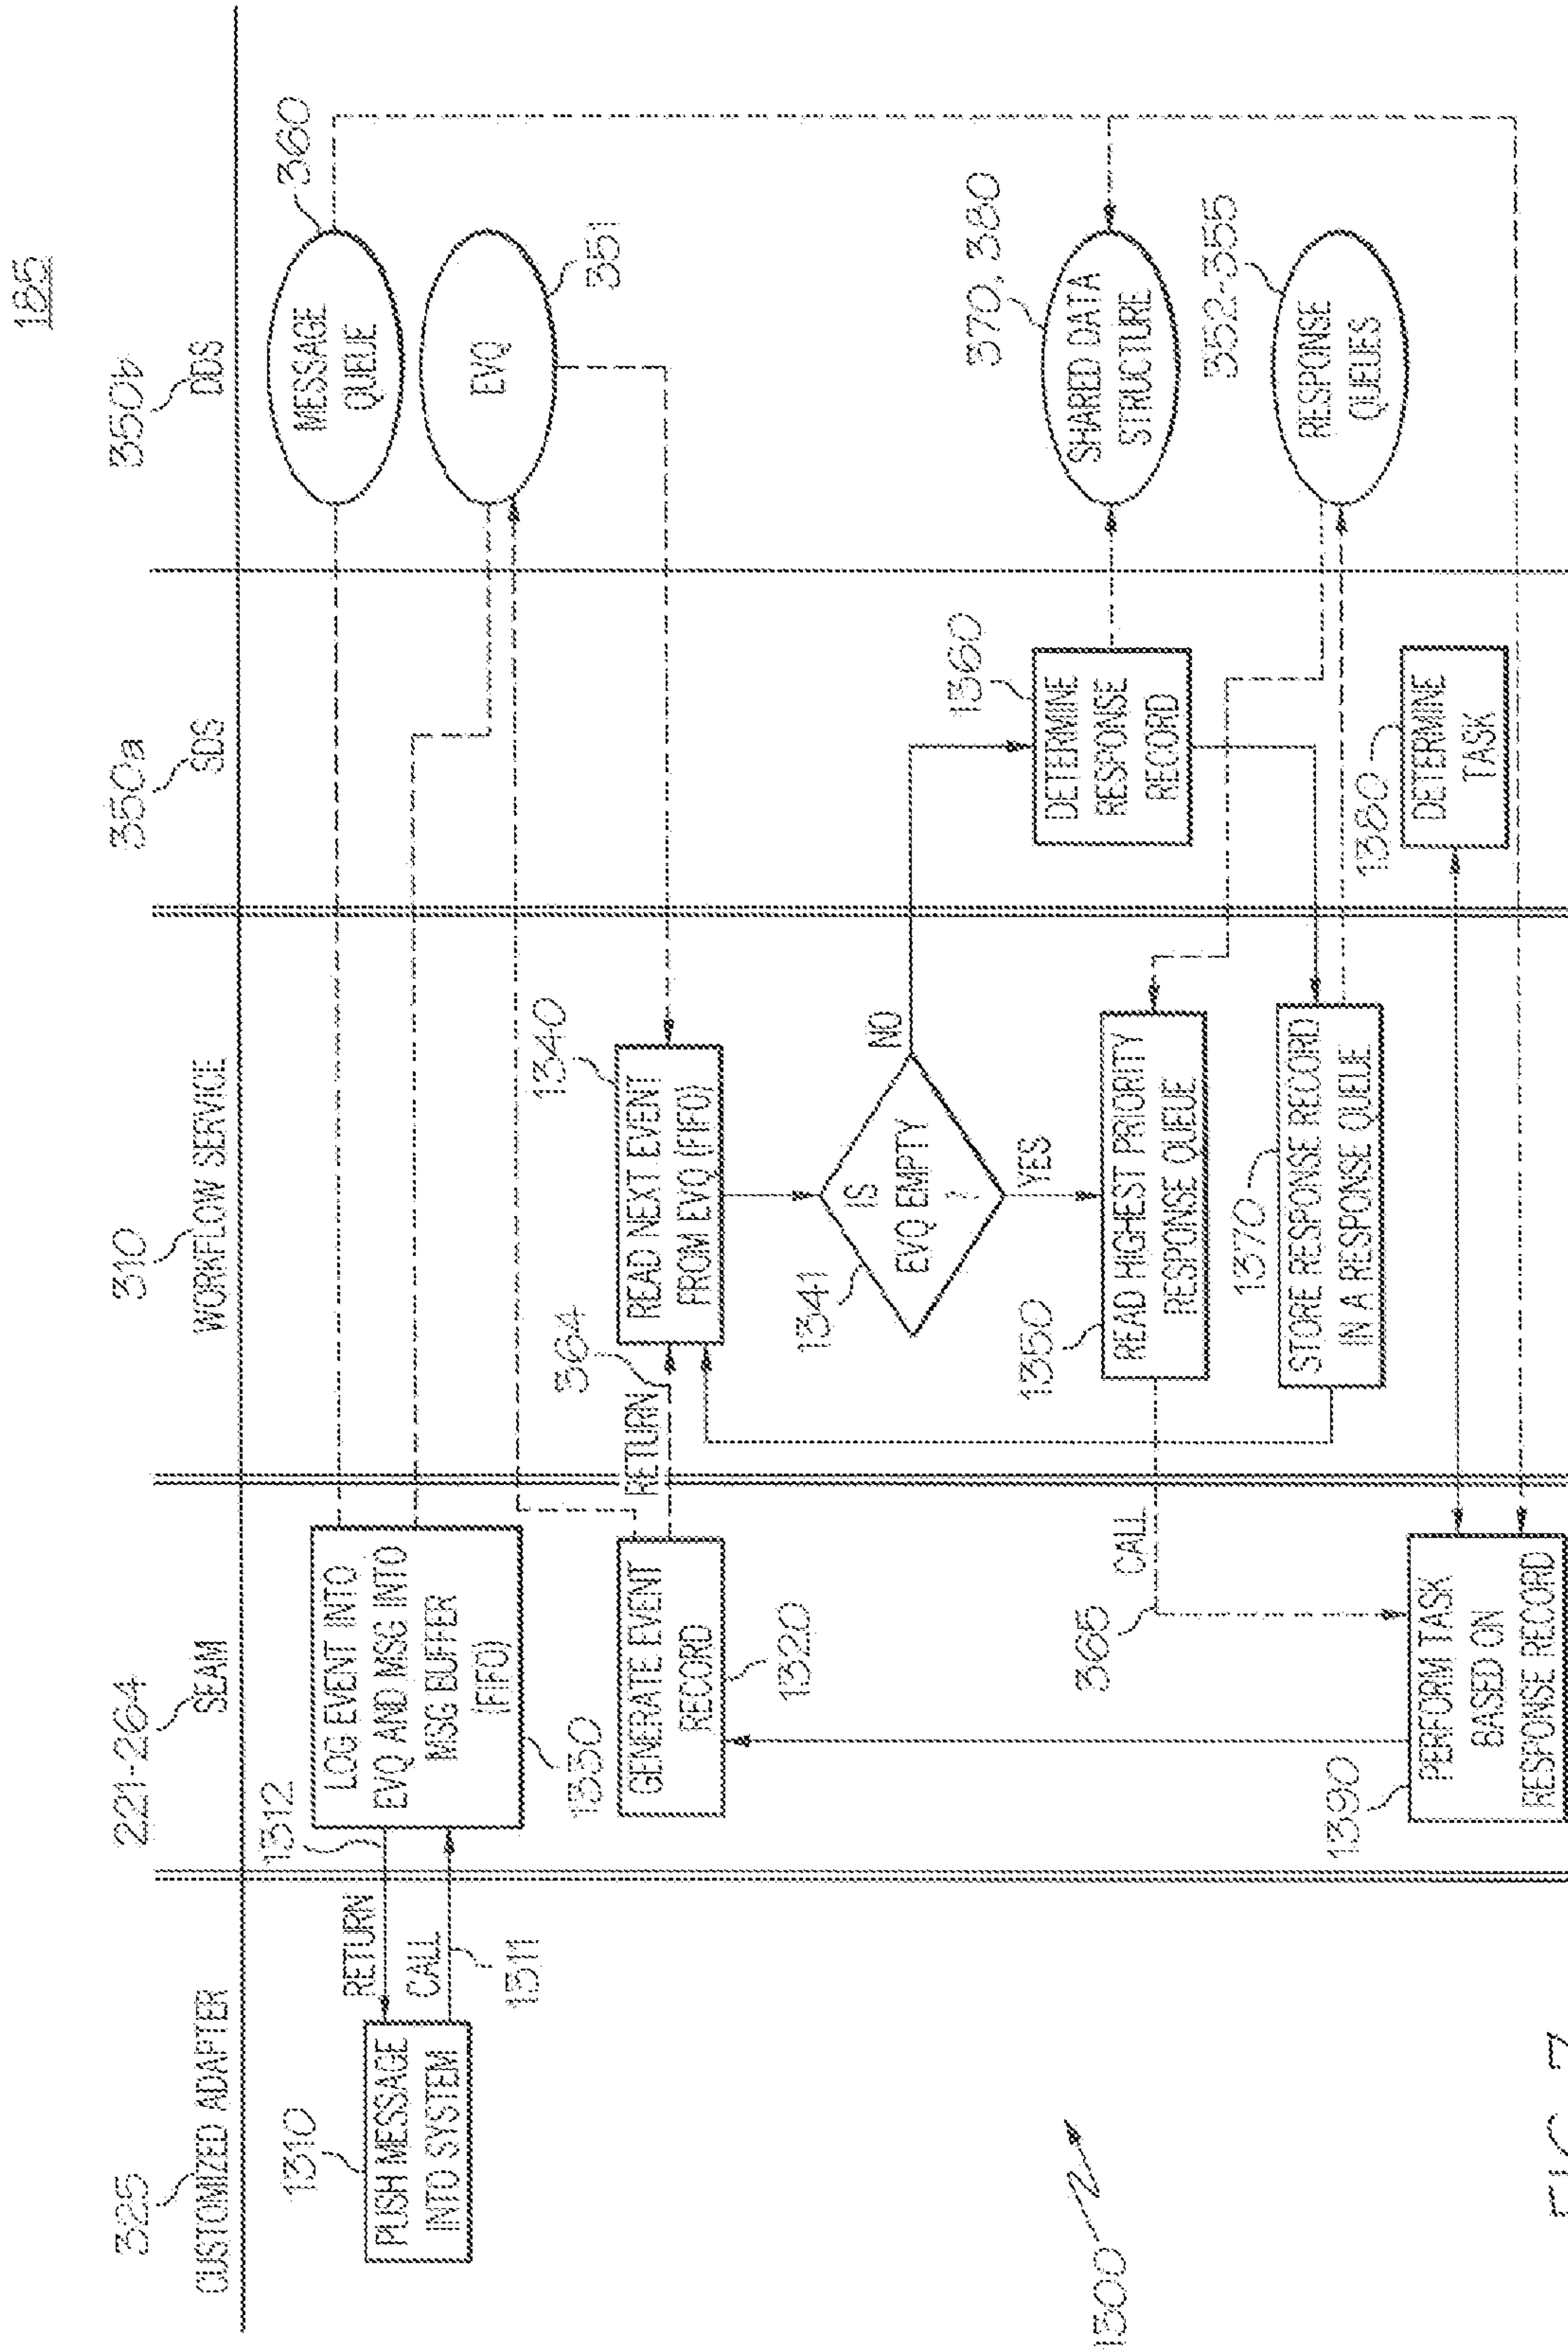 185
325
CUSTOMIZED ADAPTER
221-264
SEAM
310
WORKFLOW SERVICE
350a
SDS
350b
DDS
1310
PUSH MESSAGE
INTO SYSTEM
RETURN
1312
CALL
1311
LOG EVENT INTO
EVQ AND MSG INTO
MSG BUFFER
(FIFO)
1330
MESSAGE
QUEUE
360
EVQ
351
GENERATE EVENT
RECORD
1320
RETURN
364
READ NEXT EVENT
FROM EVQ (FIFO)
1340
IS
EVQ EMPTY
?
1341
NO
YES
READ HIGHEST PRIORITY
RESPONSE QUEUE
1350
CALL
365
DETERMINE
RESPONSE
RECORD
1360
SHARED DATA
STRUCTURE
370, 380
RESPONSE
QUEUES
352-355
STORE RESPONSE RECORD
IN A RESPONSE QUEUE
1370
DETERMINE
TASK
1380
PERFORM TASK
BASED ON
RESPONSE RECORD
1390
1300